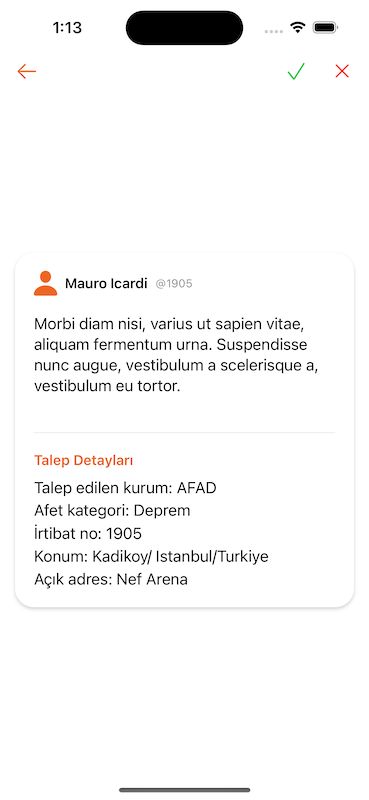 1:13
Mauro Icardi @1905
Morbi diam nisi, varius ut sapien vitae,
aliquam fermentum urna. Suspendisse
nunc augue, vestibulum a scelerisque a,
vestibulum eu tortor.
Talep Detayları
Talep edilen kurum: AFAD
Afet kategori: Deprem
İrtibat no: 1905
Konum: Kadikoy/ Istanbul/Turkiye
Açık adres: Nef Arena